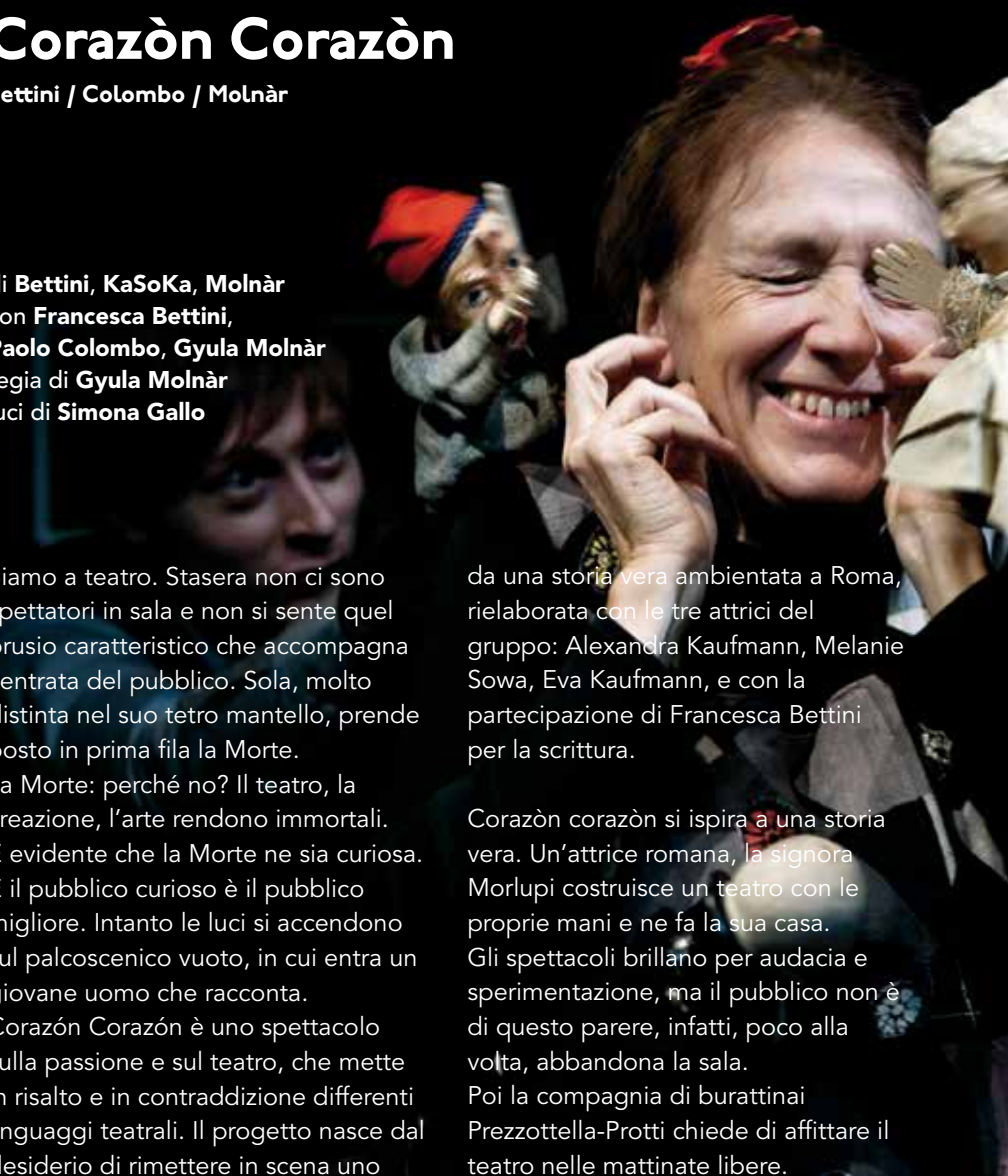 Corazòn Corazòn
ettini / Colombo / Molnàr
li Bettini, KaSoKa, Molnàr
on Francesca Bettini,
Paolo Colombo, Gyula Molnàr
egia di Gyula Molnàr
uci di Simona Gallo
iamo a teatro. Stasera non ci sono
pettatori in sala e non si sente quel
brusio caratteristico che accompagna
entrata del pubblico. Sola, molto
distinta nel suo tetro mantello, prende
posto in prima fila la Morte.
a Morte: perché no? Il teatro, la
reazione, l’arte rendono immortali.
È evidente che la Morte ne sia curiosa.
E il pubblico curioso è il pubblico
migliore. Intanto le luci si accendono
ul palcoscenico vuoto, in cui entra un
giovane uomo che racconta.
Corazón Corazón è uno spettacolo
ulla passione e sul teatro, che mette
n risalto e in contraddizione differenti
nguaggi teatrali. Il progetto nasce dal
desiderio di rimettere in scena uno
da una storia vera ambientata a Roma,
rielaborata con le tre attrici del
gruppo: Alexandra Kaufmann, Melanie
Sowa, Eva Kaufmann, e con la
partecipazione di Francesca Bettini
per la scrittura.
Corazòn corazòn si ispira a una storia
vera. Un’attrice romana, la signora
Morlupi costruisce un teatro con le
proprie mani e ne fa la sua casa.
Gli spettacoli brillano per audacia e
sperimentazione, ma il pubblico non è
di questo parere, infatti, poco alla
volta, abbandona la sala.
Poi la compagnia di burattinai
Prezzottella-Protti chiede di affittare il
teatro nelle mattinate libere.